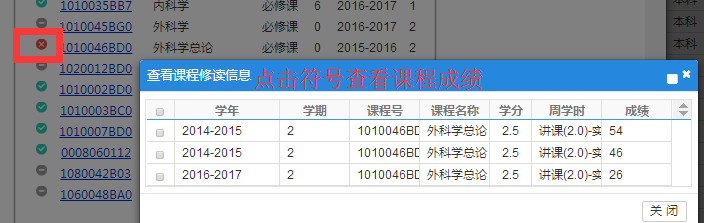 1010035BB7 内科学 必修课 6 2016-2017 1
1010045BG0 外科学 必修课 0 2016-2017 2 本科
1010046BD0 外科学总论 必修课 0 2015-2016 2 本科
1020012BD0
1010002BD0
1010003BC0
1010007BD0
0008060112
1080042B03
1060048BA0
查看课程修读信息 点击符号查看课程成绩
学年 学期 课程号 课程名称 学分 周学时 成绩
2014-2015 2 1010046BD 外科学总论 2.5 讲课(2.0)-实 54
2014-2015 2 1010046BD 外科学总论 2.5 讲课(2.0)-实 46
2016-2017 2 1010046BD 外科学总论 2.5 讲课(2.0)-实 26
关 闭